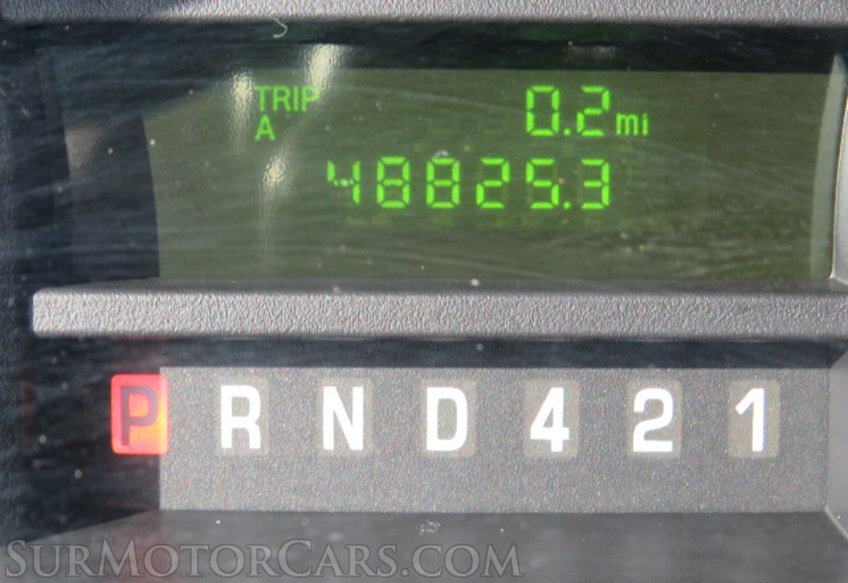 TRIP 0.2 mi
A
48825.3
P R N D 4 2 1
SURMOTORCARS.COM